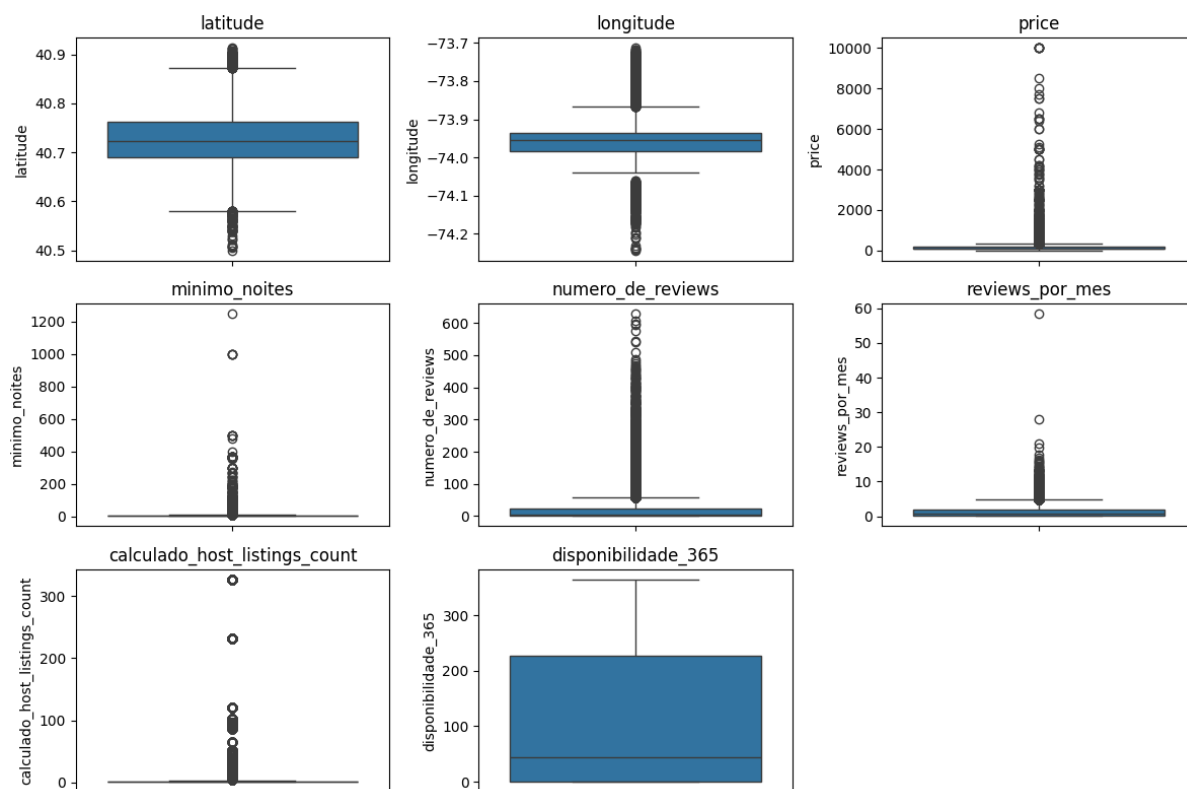 latitude
latitude
40.9
40.8
40.7
40.6
40.5
longitude
longitude
−73.7
−73.8
−73.9
−74.0
−74.1
−74.2
price
price
10000
8000
6000
4000
2000
0
minimo_noites
minimo_noites
1200
1000
800
600
400
200
0
numero_de_reviews
numero_de_reviews
600
500
400
300
200
100
0
reviews_por_mes
reviews_por_mes
60
50
40
30
20
10
0
calculado_host_listings_count
calculado_host_listings_count
300
200
100
0
disponibilidade_365
disponibilidade_365
300
200
100
0